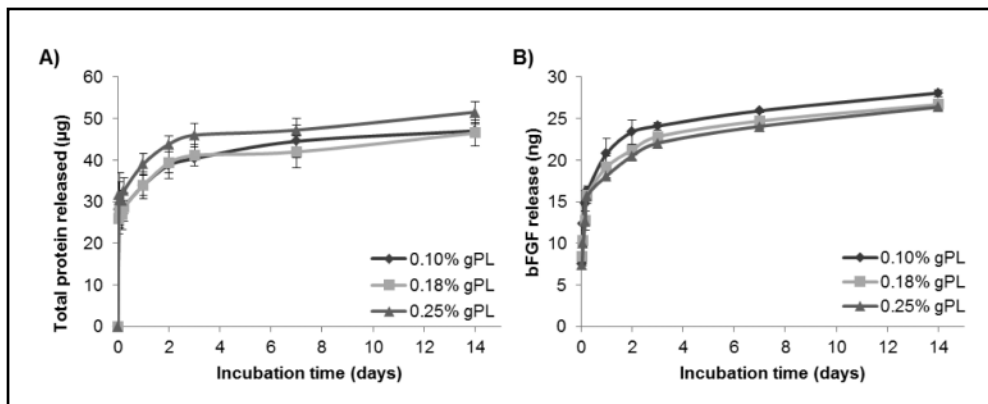 A)
Total protein released (µg)
60
50
40
30
20
10
0
0.10% gPL
0.18% gPL
0.25% gPL
0 2 4 6 8 10 12 14
Incubation time (days)
B)
bFGF release (ng)
30
25
20
15
10
5
0
0.10% gPL
0.18% gPL
0.25% gPL
0 2 4 6 8 10 12 14
Incubation time (days)